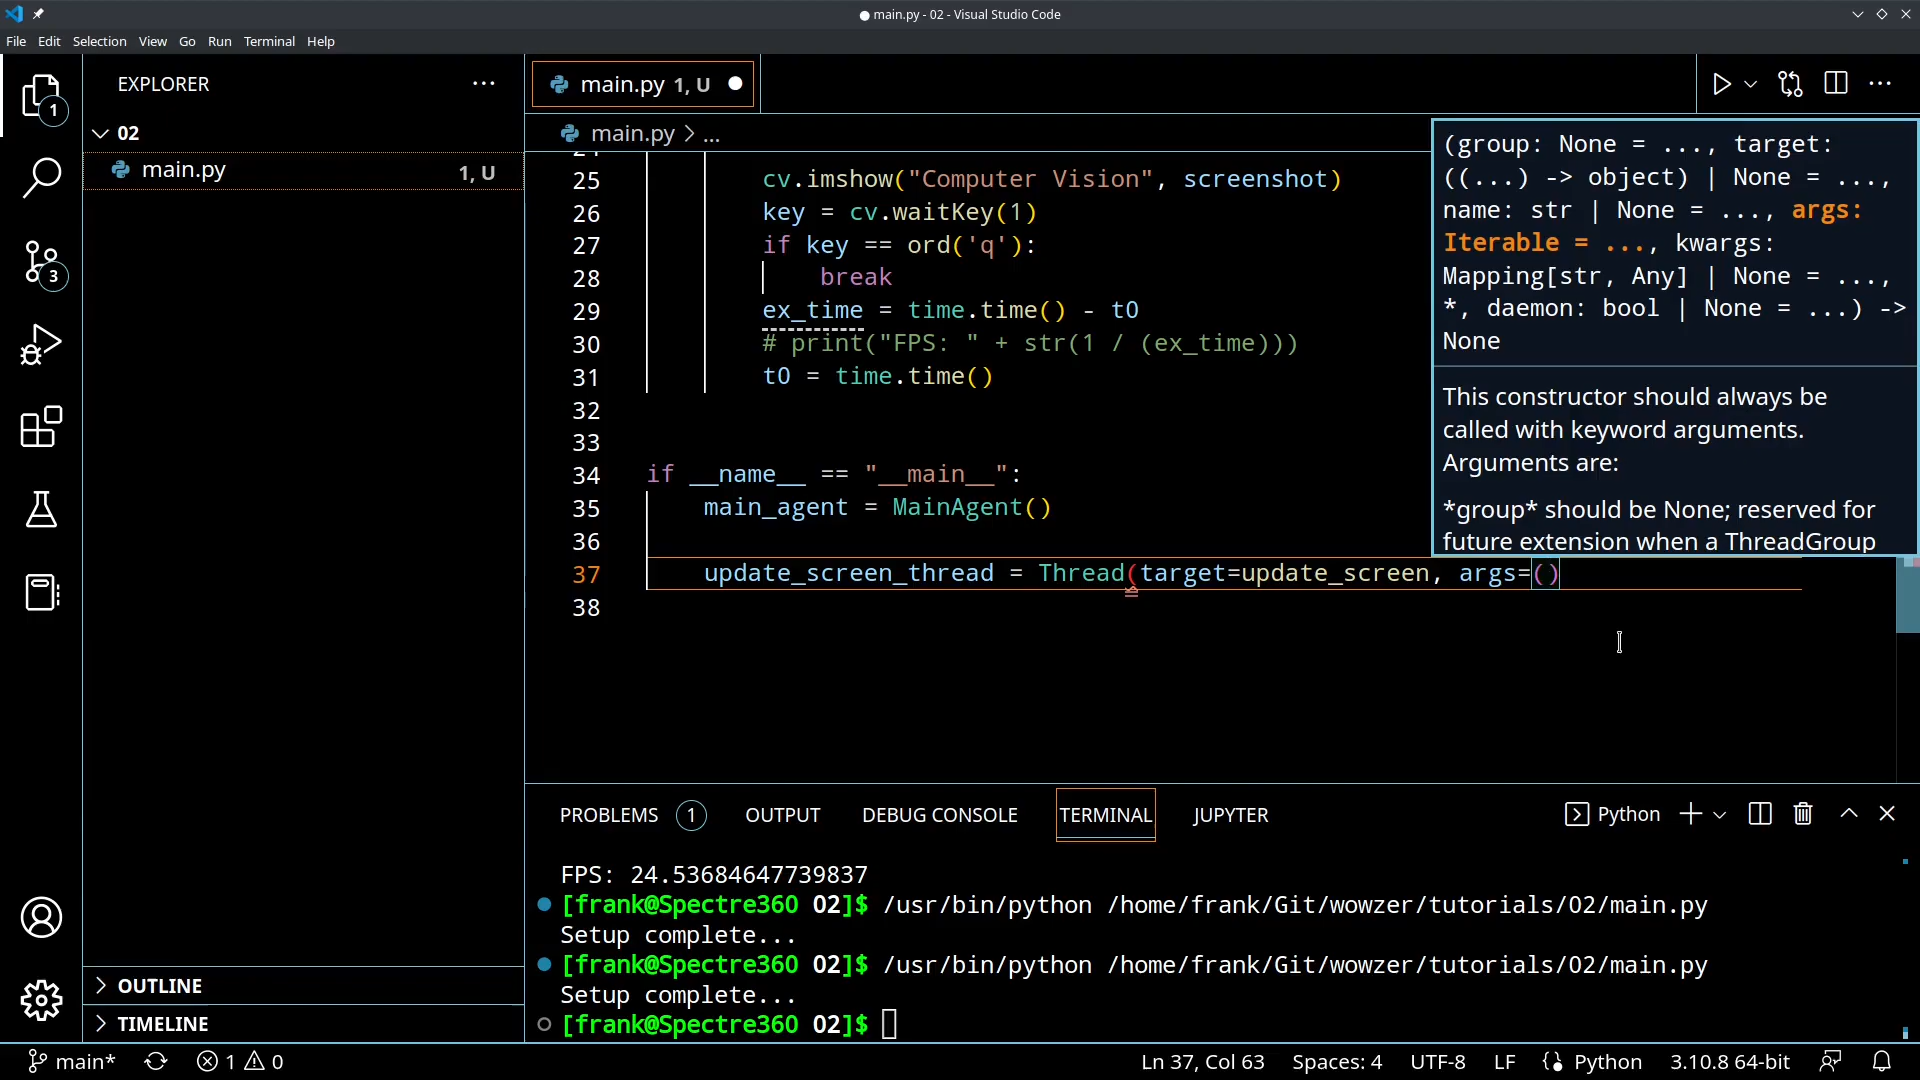 main.py - 02 - Visual Studio Code
File Edit Selection View Go Run Terminal Help
EXPLORER
02
main.py 1, U
OUTLINE
TIMELINE
1
3
main.py 1, U
main.py > ...
25 cv.imshow("Computer Vision", screenshot)
26 key = cv.waitKey(1)
27 if key == ord('q'):
28 break
29 ex_time = time.time() - t0
30 # print("FPS: " + str(1 / (ex_time)))
31 t0 = time.time()
32
33
34 if __name__ == "__main__":
35 main_agent = MainAgent()
36
37 update_screen_thread = Thread(target=update_screen, args=()
38
(group: None = ..., target:
((...) -> object) | None = ...,
name: str | None = ..., args:
Iterable = ..., kwargs:
Mapping[str, Any] | None = ...,
*, daemon: bool | None = ...) ->
None
This constructor should always be
called with keyword arguments.
Arguments are:
*group* should be None; reserved for
future extension when a ThreadGroup
PROBLEMS 1 OUTPUT DEBUG CONSOLE TERMINAL JUPYTER Python
FPS: 24.53684647739837
[frank@Spectre360 02]$ /usr/bin/python /home/frank/Git/wowzer/tutorials/02/main.py
Setup complete...
[frank@Spectre360 02]$ /usr/bin/python /home/frank/Git/wowzer/tutorials/02/main.py
Setup complete...
[frank@Spectre360 02]$
main* 1 0 Ln 37, Col 63 Spaces: 4 UTF-8 LF Python 3.10.8 64-bit